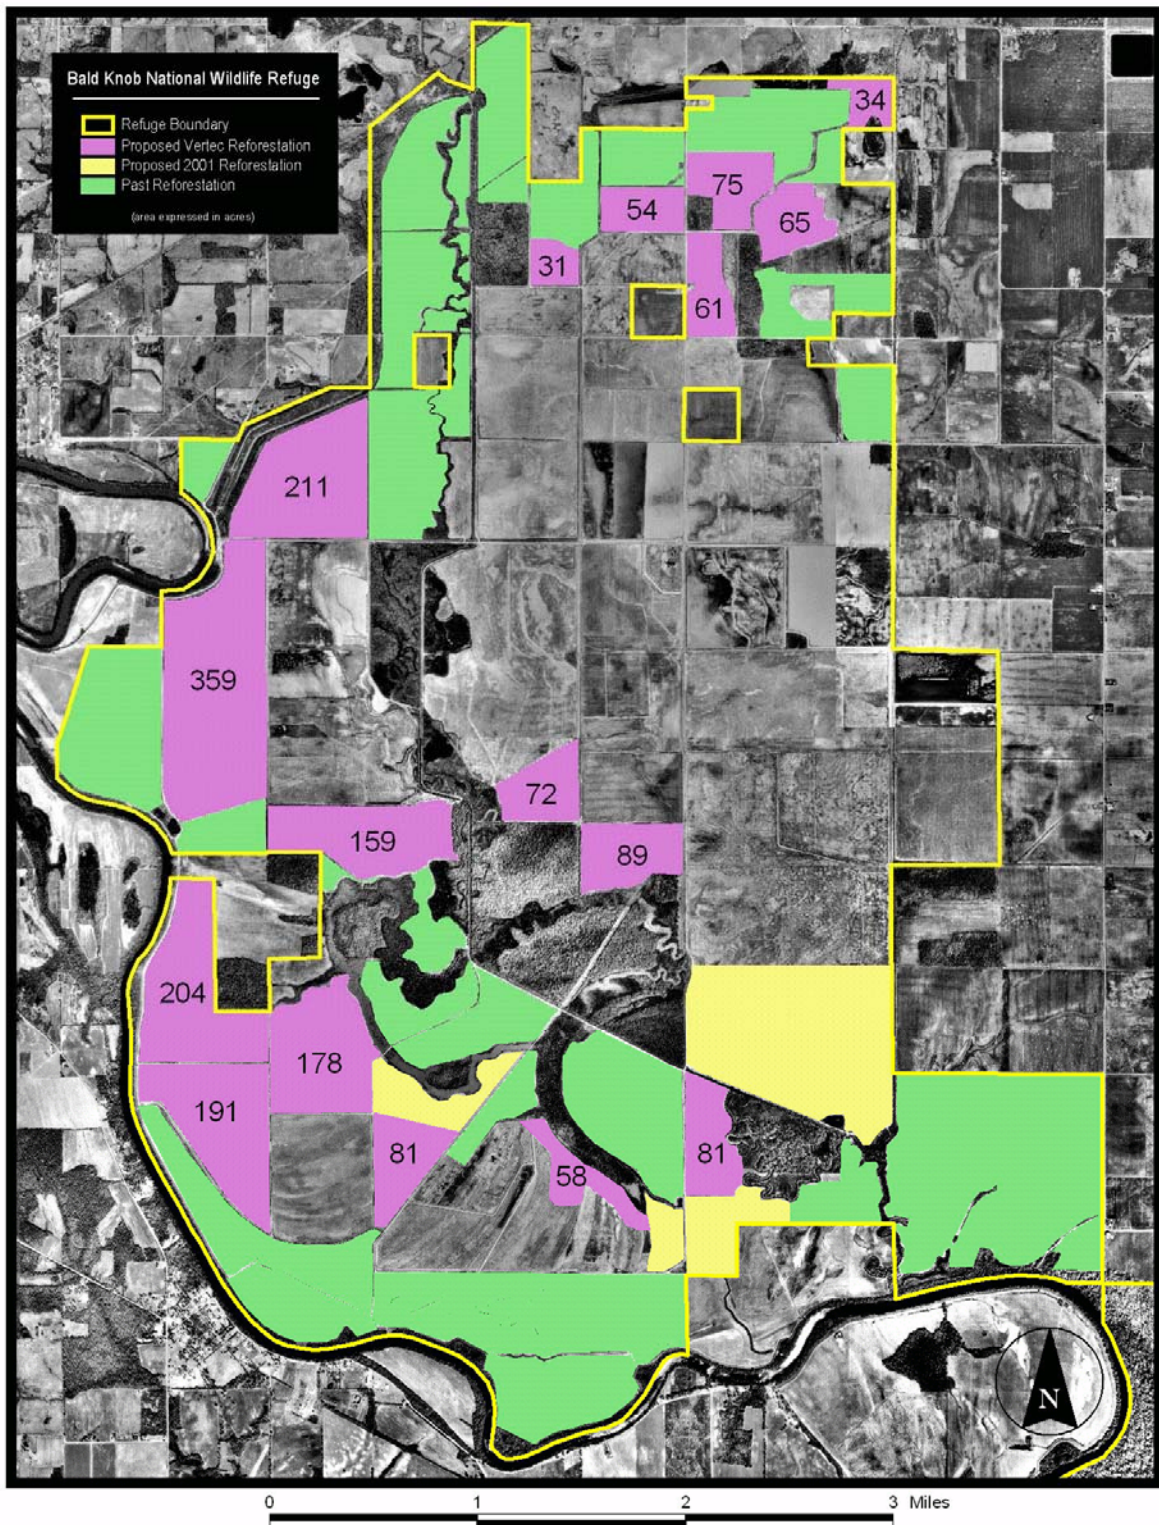 Bald Knob National Wildlife Refuge
Refuge Boundary
Proposed Vertec Reforestation
Proposed 2001 Reforestation
Past Reforestation
(area expressed in acres)
34
75
54
65
31
61
211
359
72
159
89
204
178
191
81
81
58
N
0 1 2 3 Miles